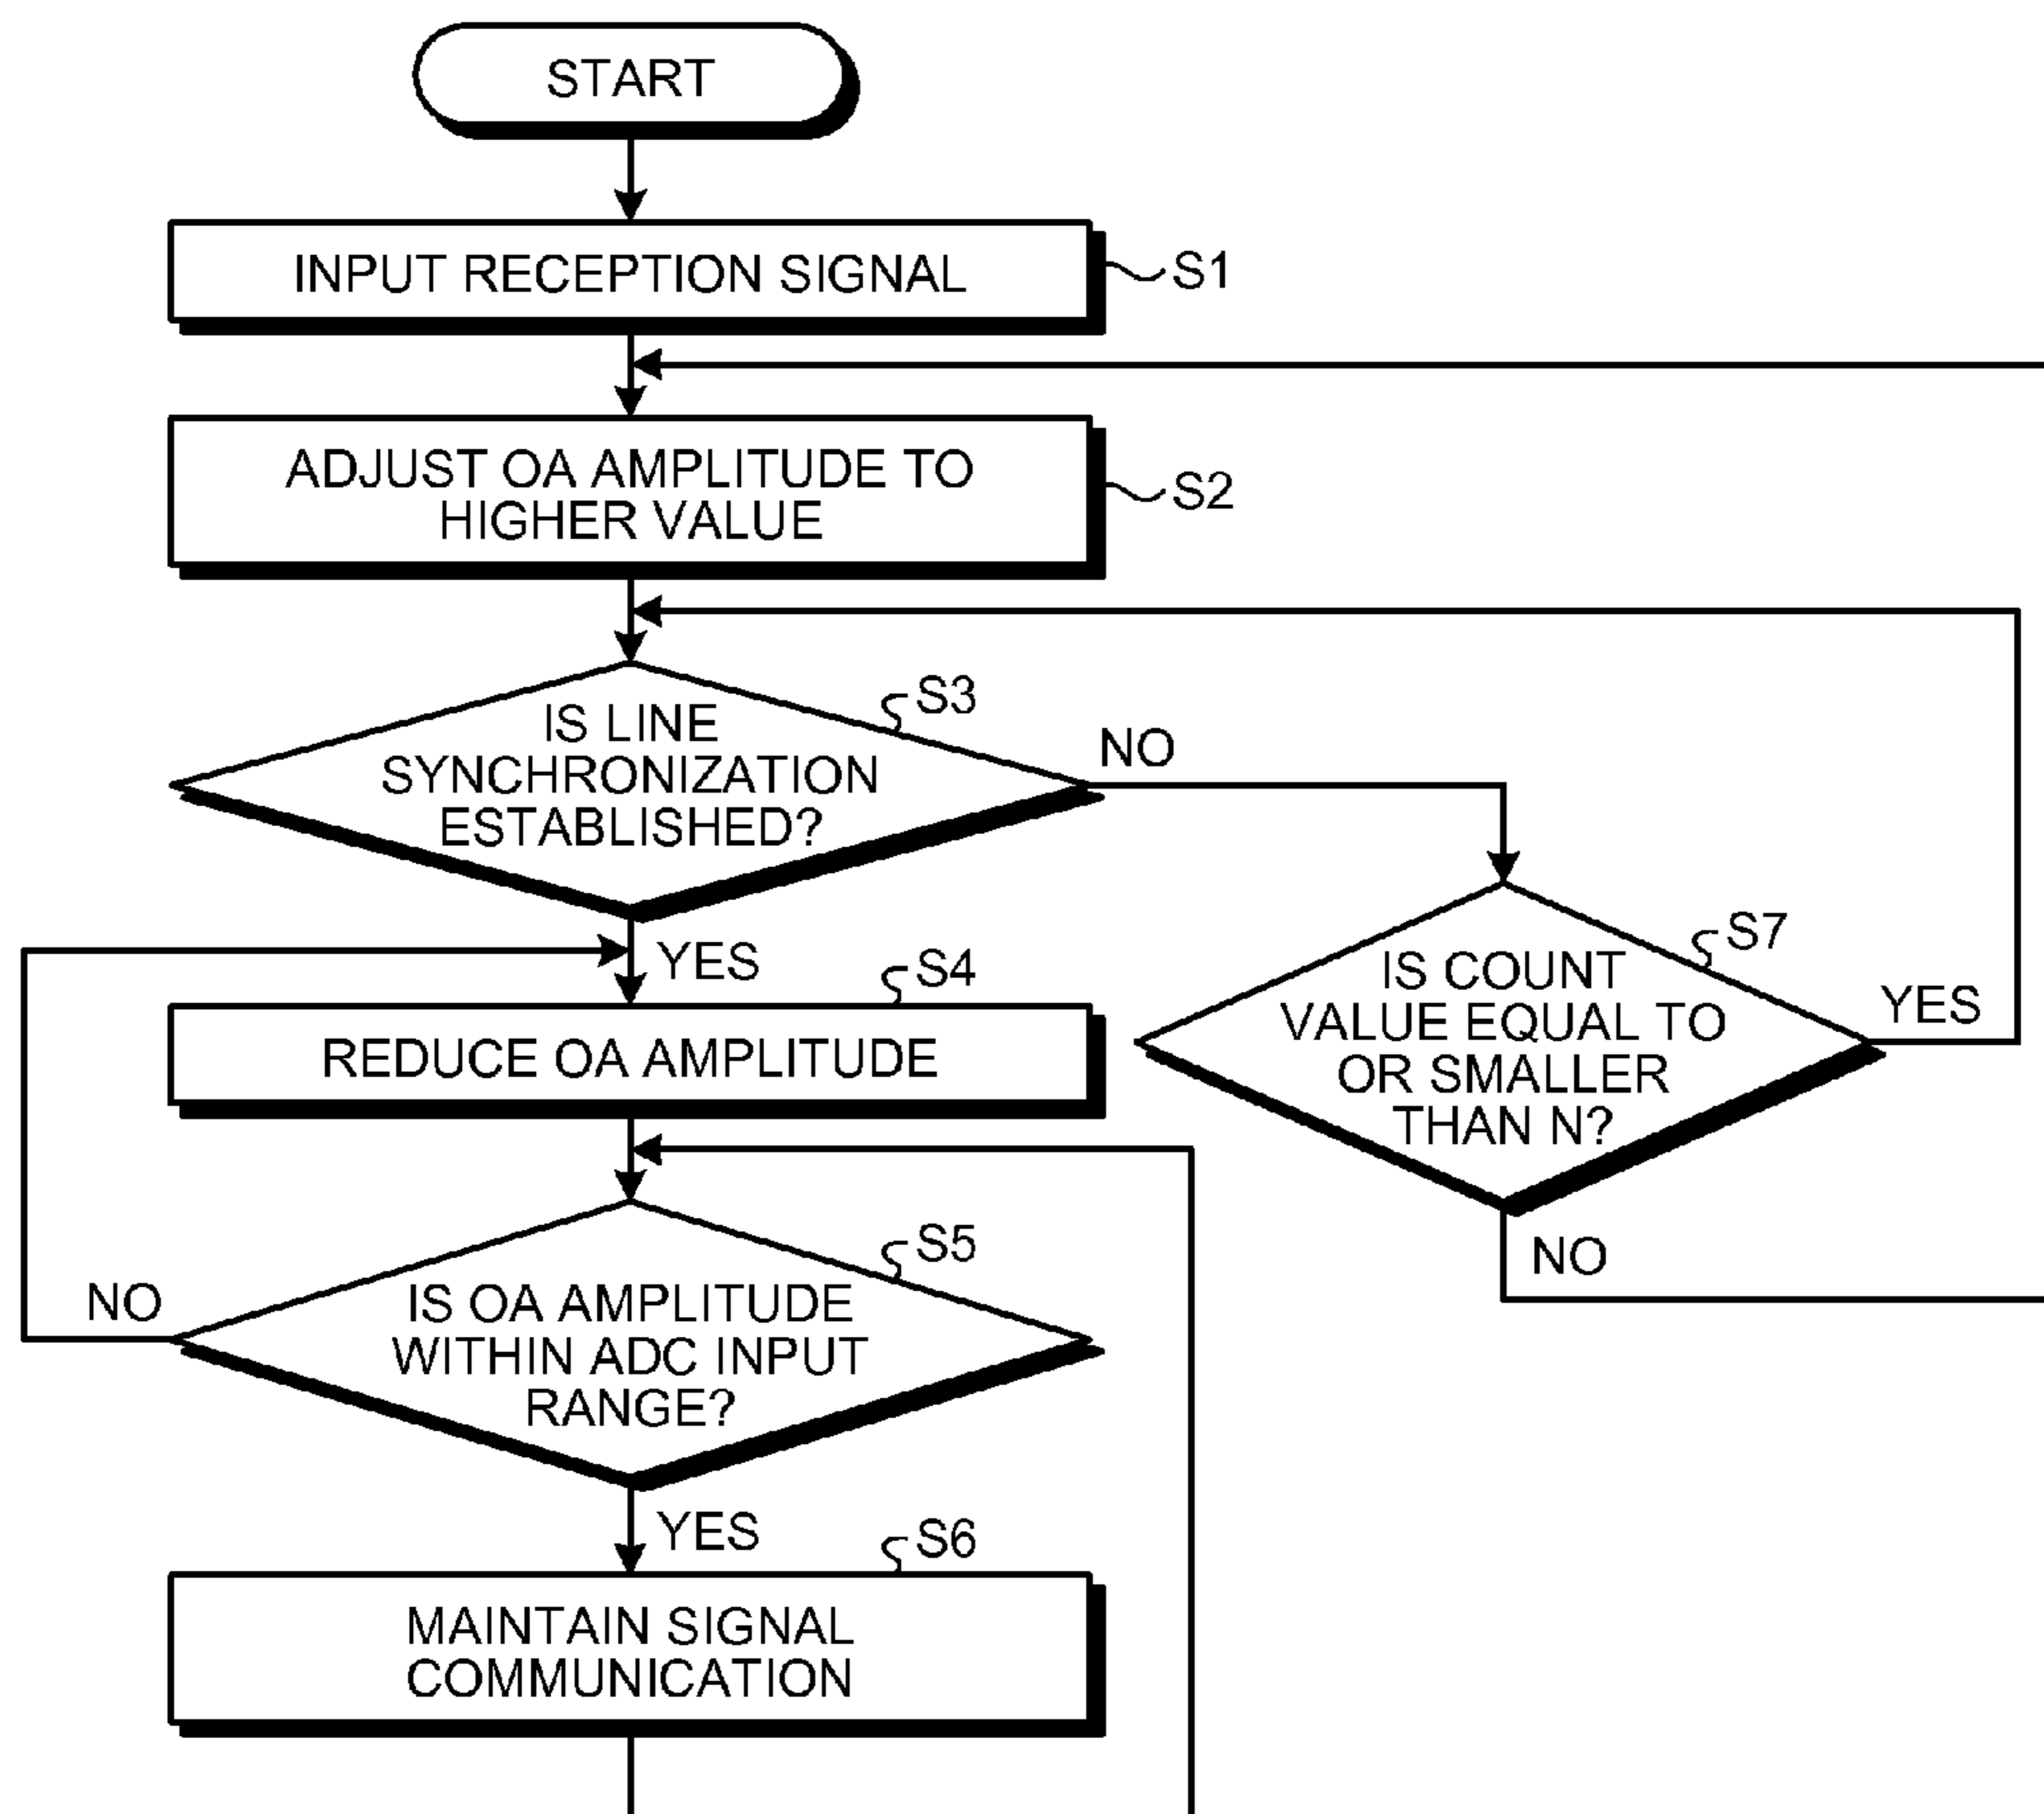 START
INPUT RECEPTION SIGNAL
S1
ADJUST OA AMPLITUDE TO
HIGHER VALUE
S2
S3
IS LINE
SYNCHRONIZATION
ESTABLISHED?
NO
YES
S4
REDUCE OA AMPLITUDE
S7
IS COUNT
VALUE EQUAL TO
OR SMALLER
THAN N?
YES
NO
S5
IS OA AMPLITUDE
WITHIN ADC INPUT
RANGE?
NO
YES
S6
MAINTAIN SIGNAL
COMMUNICATION